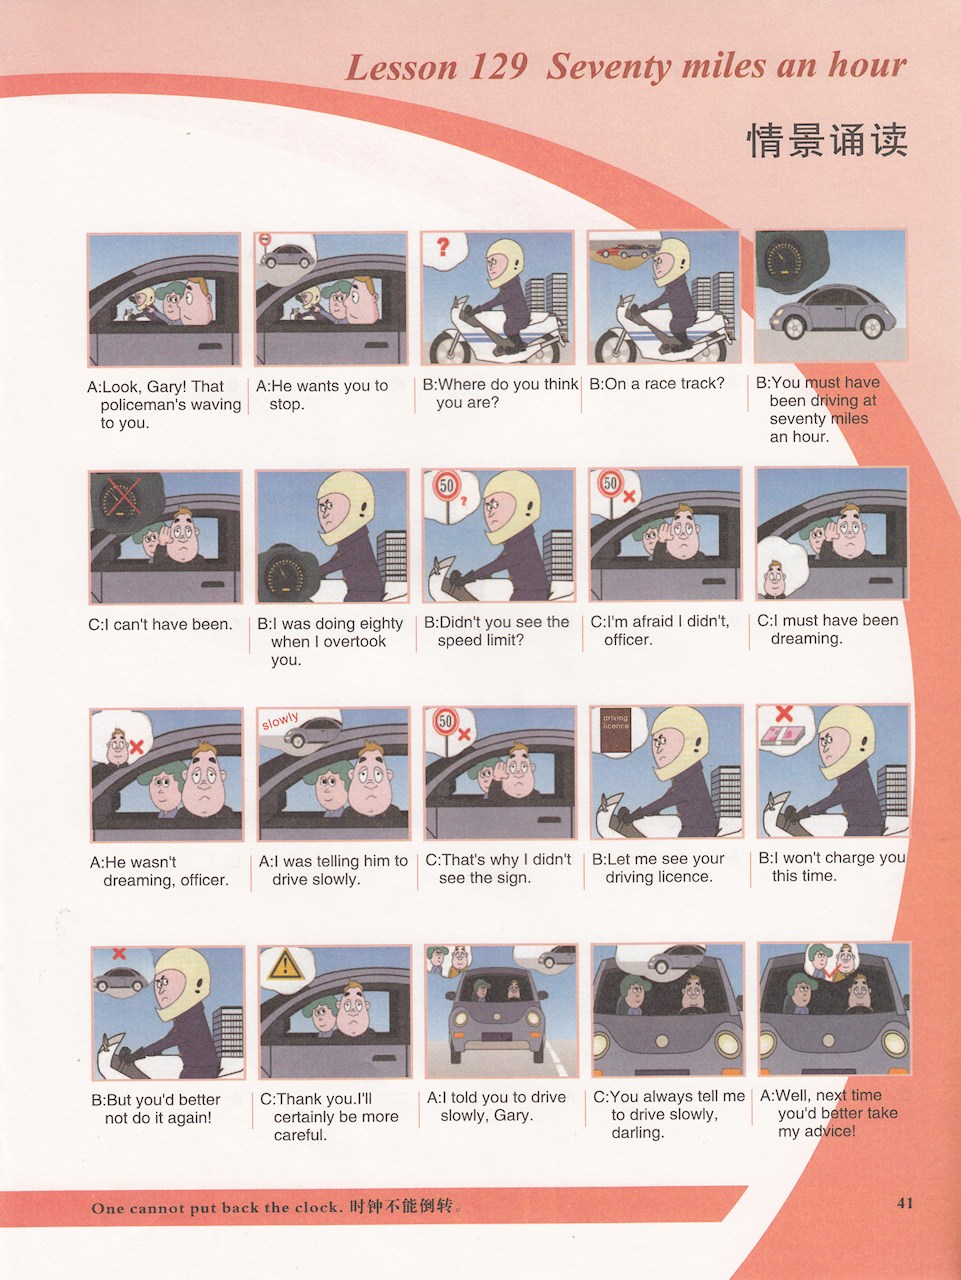 Lesson 129 Seventy miles an hour
情景诵读
A:Look, Gary! That
policeman's waving
to you.
A:He wants you to
stop.
?
B:Where do you think
you are?
B:On a race track?
B:You must have
been driving at
seventy miles
an hour.
C:I can't have been.
B:I was doing eighty
when I overtook
you.
50
?
B:Didn't you see the
speed limit?
50
C:I'm afraid I didn't,
officer.
C:I must have been
dreaming.
A:He wasn't
dreaming, officer.
slowly
A:I was telling him to
drive slowly.
50
C:That's why I didn't
see the sign.
driving
licence
B:Let me see your
driving licence.
B:I won't charge you
this time.
B:But you'd better
not do it again!
!
C:Thank you.I'll
certainly be more
careful.
A:I told you to drive
slowly, Gary.
C:You always tell me
to drive slowly,
darling.
A:Well, next time
you'd better take
my advice!
One cannot put back the clock. 时钟不能倒转。
41